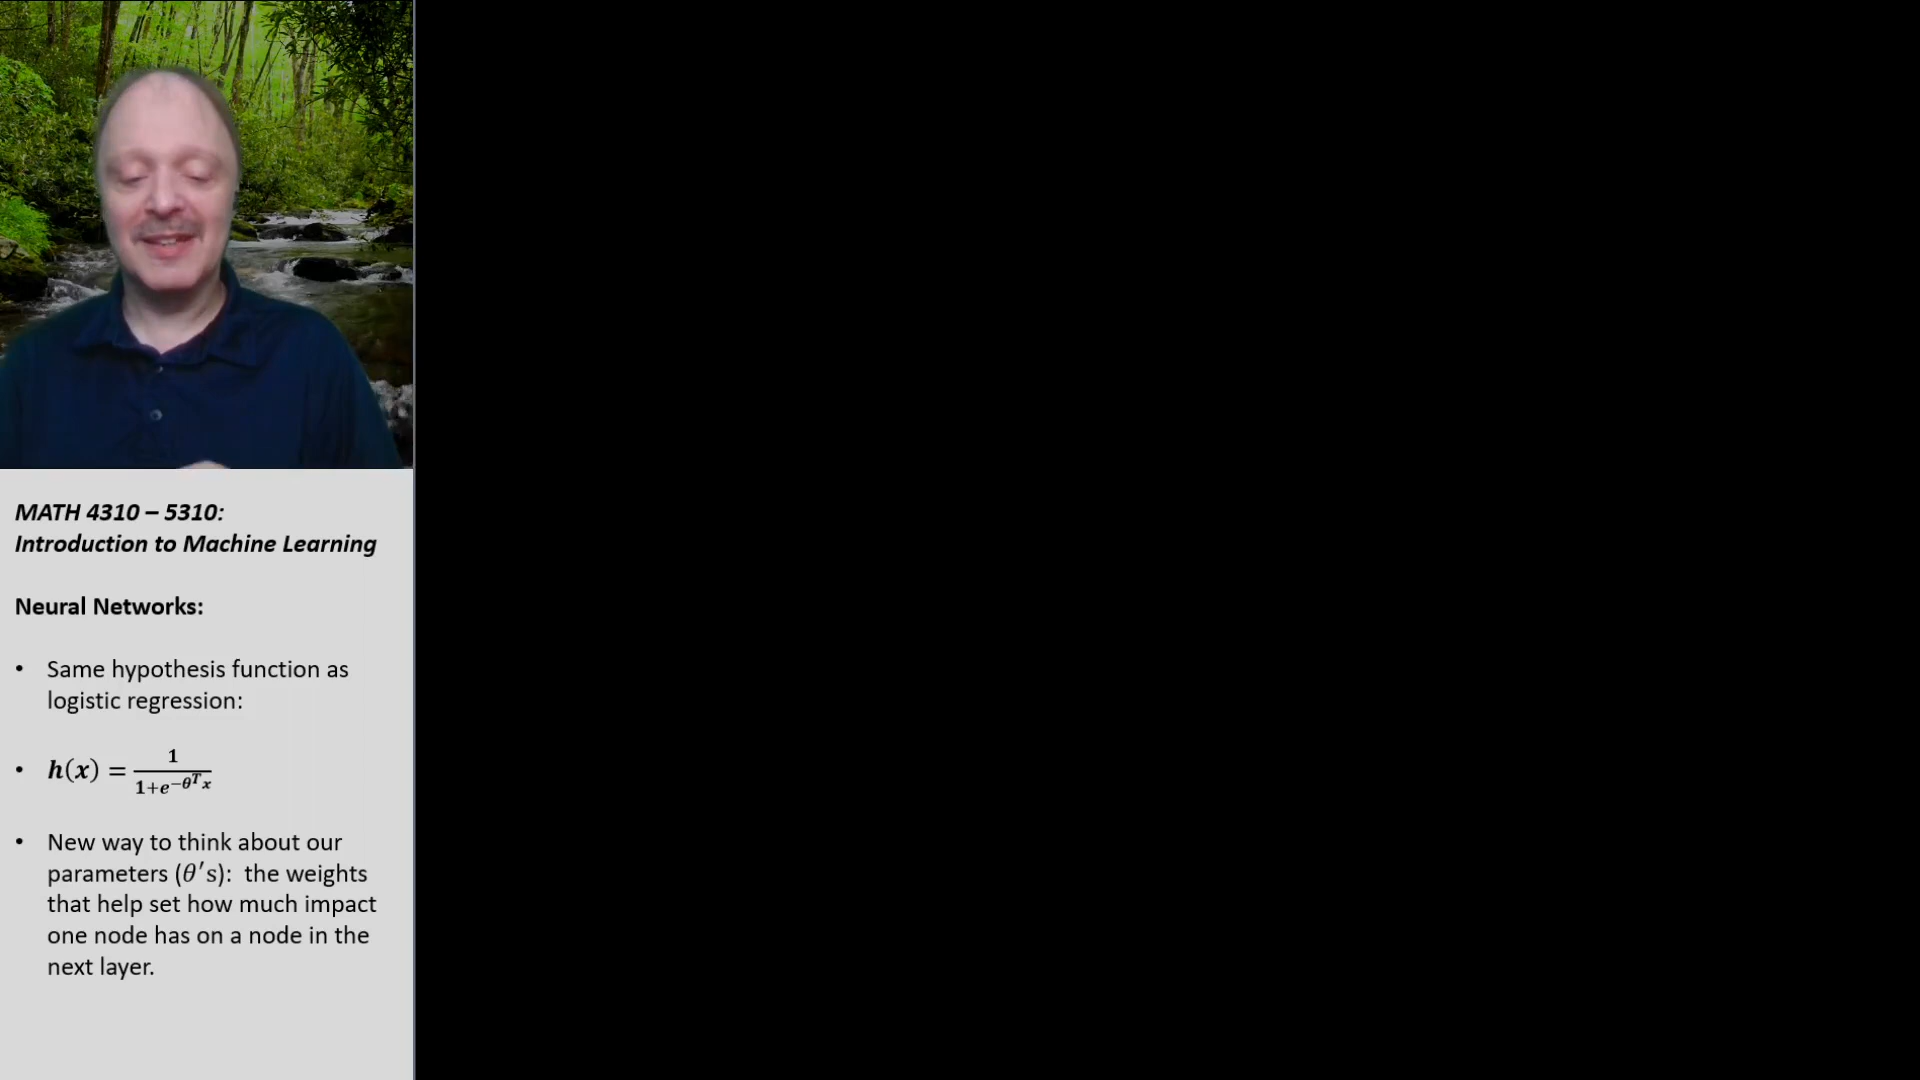 MATH 4310 – 5310:
Introduction to Machine Learning
Neural Networks:
• Same hypothesis function as
logistic regression:
• h(x) = 1/(1+e^{−θ^T x})
• New way to think about our
parameters (θ′s):  the weights
that help set how much impact
one node has on a node in the
next layer.